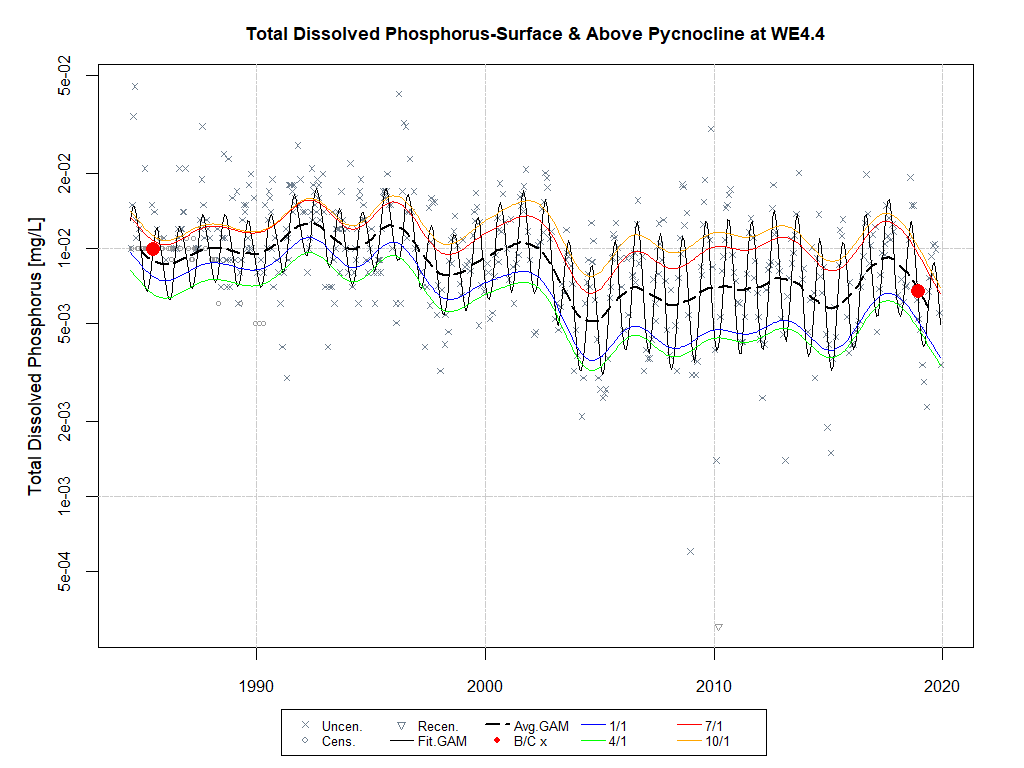 Total Dissolved Phosphorus-Surface & Above Pycnocline at WE4.4
Total Dissolved Phosphorus [mg/L]
5e-02
2e-02
1e-02
5e-03
2e-03
1e-03
5e-04
1990 2000 2010 2020
Uncen. Recen. Avg.GAM 1/1 7/1
Cens. Fit.GAM B/C x 4/1 10/1